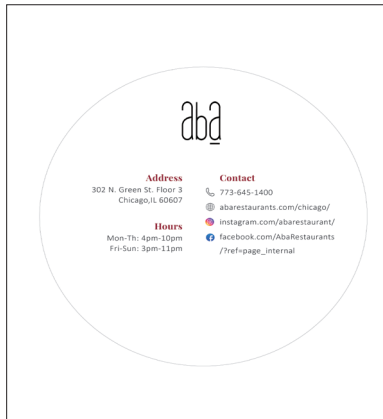 aba
Address
302 N. Green St. Floor 3
Chicago,IL 60607
Hours
Mon-Th: 4pm-10pm
Fri-Sun: 3pm-11pm
Contact
773-645-1400
abarestaurants.com/chicago/
instagram.com/abarestaurant/
facebook.com/AbaRestaurants
/?ref=page_internal